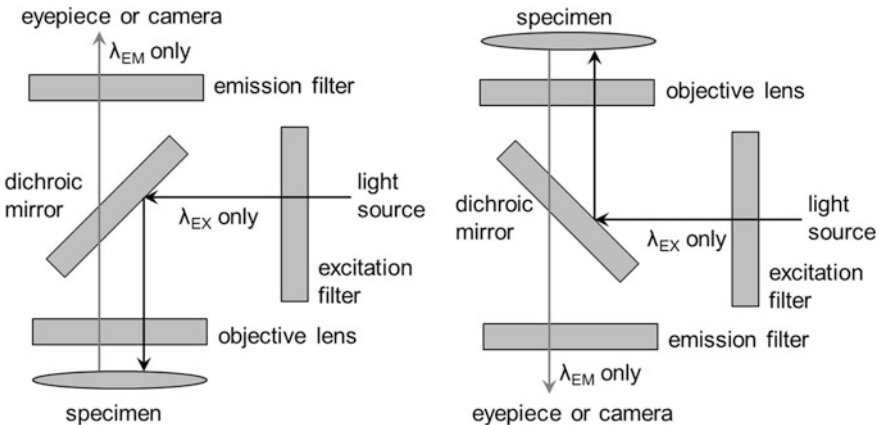 eyepiece or camera
λEM only
emission filter
dichroic
mirror
light
source
λEX only
excitation
filter
objective lens
specimen
specimen
objective lens
dichroic
mirror
light
source
λEX only
excitation
filter
emission filter
λEM only
eyepiece or camera